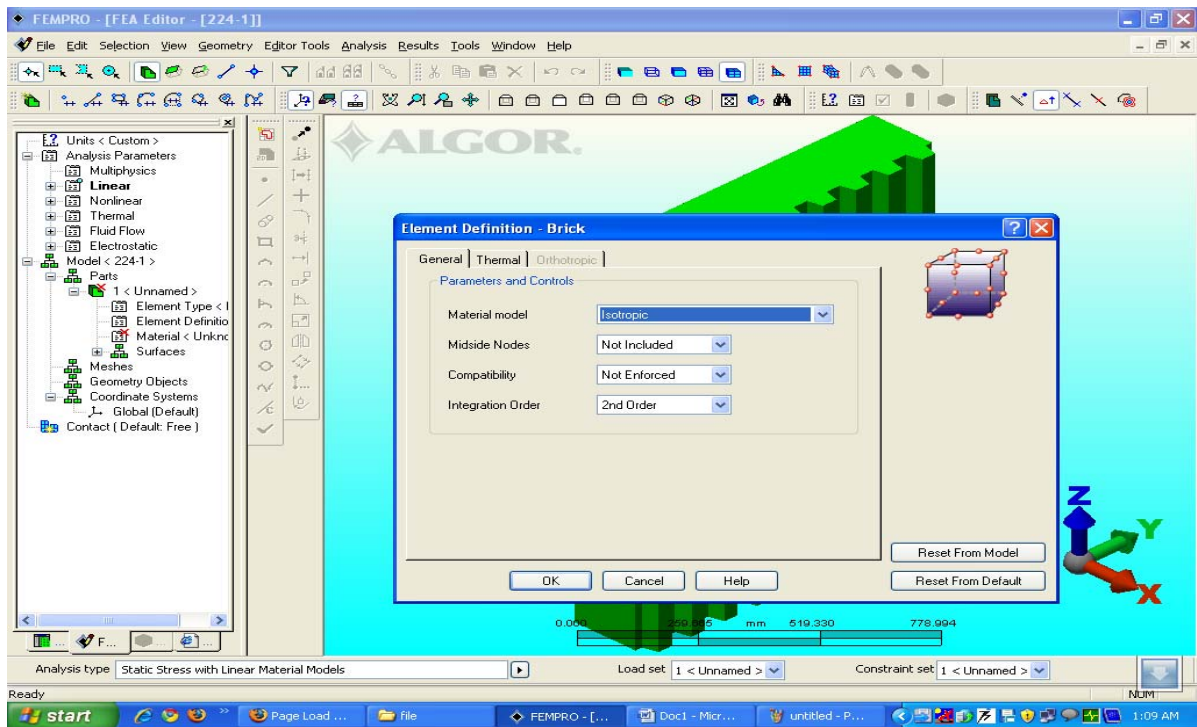 FEMPRO - [FEA Editor - [224-1]]
File Edit Selection View Geometry Editor Tools Analysis Results Tools Window Help
ALGOR.
Units < Custom >
Analysis Parameters
Multiphysics
Linear
Nonlinear
Thermal
Fluid Flow
Electrostatic
Model < 224-1 >
Parts
1 < Unnamed >
Element Type < I
Element Definitio
Material < Unknc
Surfaces
Meshes
Geometry Objects
Coordinate Systems
Global (Default)
Contact ( Default: Free )
Element Definition - Brick
General Thermal Orthotropic
Parameters and Controls
Material model Isotropic
Midside Nodes Not Included
Compatibility Not Enforced
Integration Order 2nd Order
Reset From Model
OK Cancel Help Reset From Default
Z
Y
X
0.000 mm 519.330 778.994
F...
Analysis type Static Stress with Linear Material Models Load set 1 < Unnamed > Constraint set 1 < Unnamed >
Ready NUM
start Page Load ... file FEMPRO - [... Doc1 - Micr... untitled - P... 1:09 AM